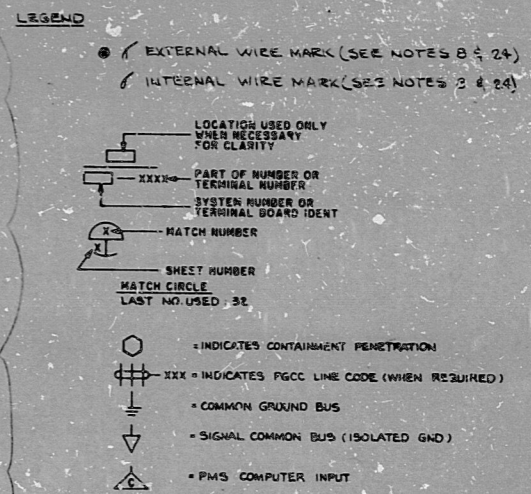 LEGEND
EXTERNAL WIRE MARK (SEE NOTES 8 & 24)
INTERNAL WIRE MARK (SEE NOTES & 24)
LOCATION USED ONLY
WHEN NECESSARY
FOR CLARITY
XXXX
PART OF NUMBER OR
TERMINAL NUMBER
SYSTEM NUMBER OR
TERMINAL BOARD IDENT
X
MATCH NUMBER
X
SHEET NUMBER
MATCH CIRCLE
LAST NO. USED 32
= INDICATES CONTAINMENT PENETRATION
XXX = INDICATES PGCC LINE CODE (WHEN REQUIRED)
= COMMON GROUND BUS
= SIGNAL COMMON BUS (ISOLATED GND)
C = PMS COMPUTER INPUT